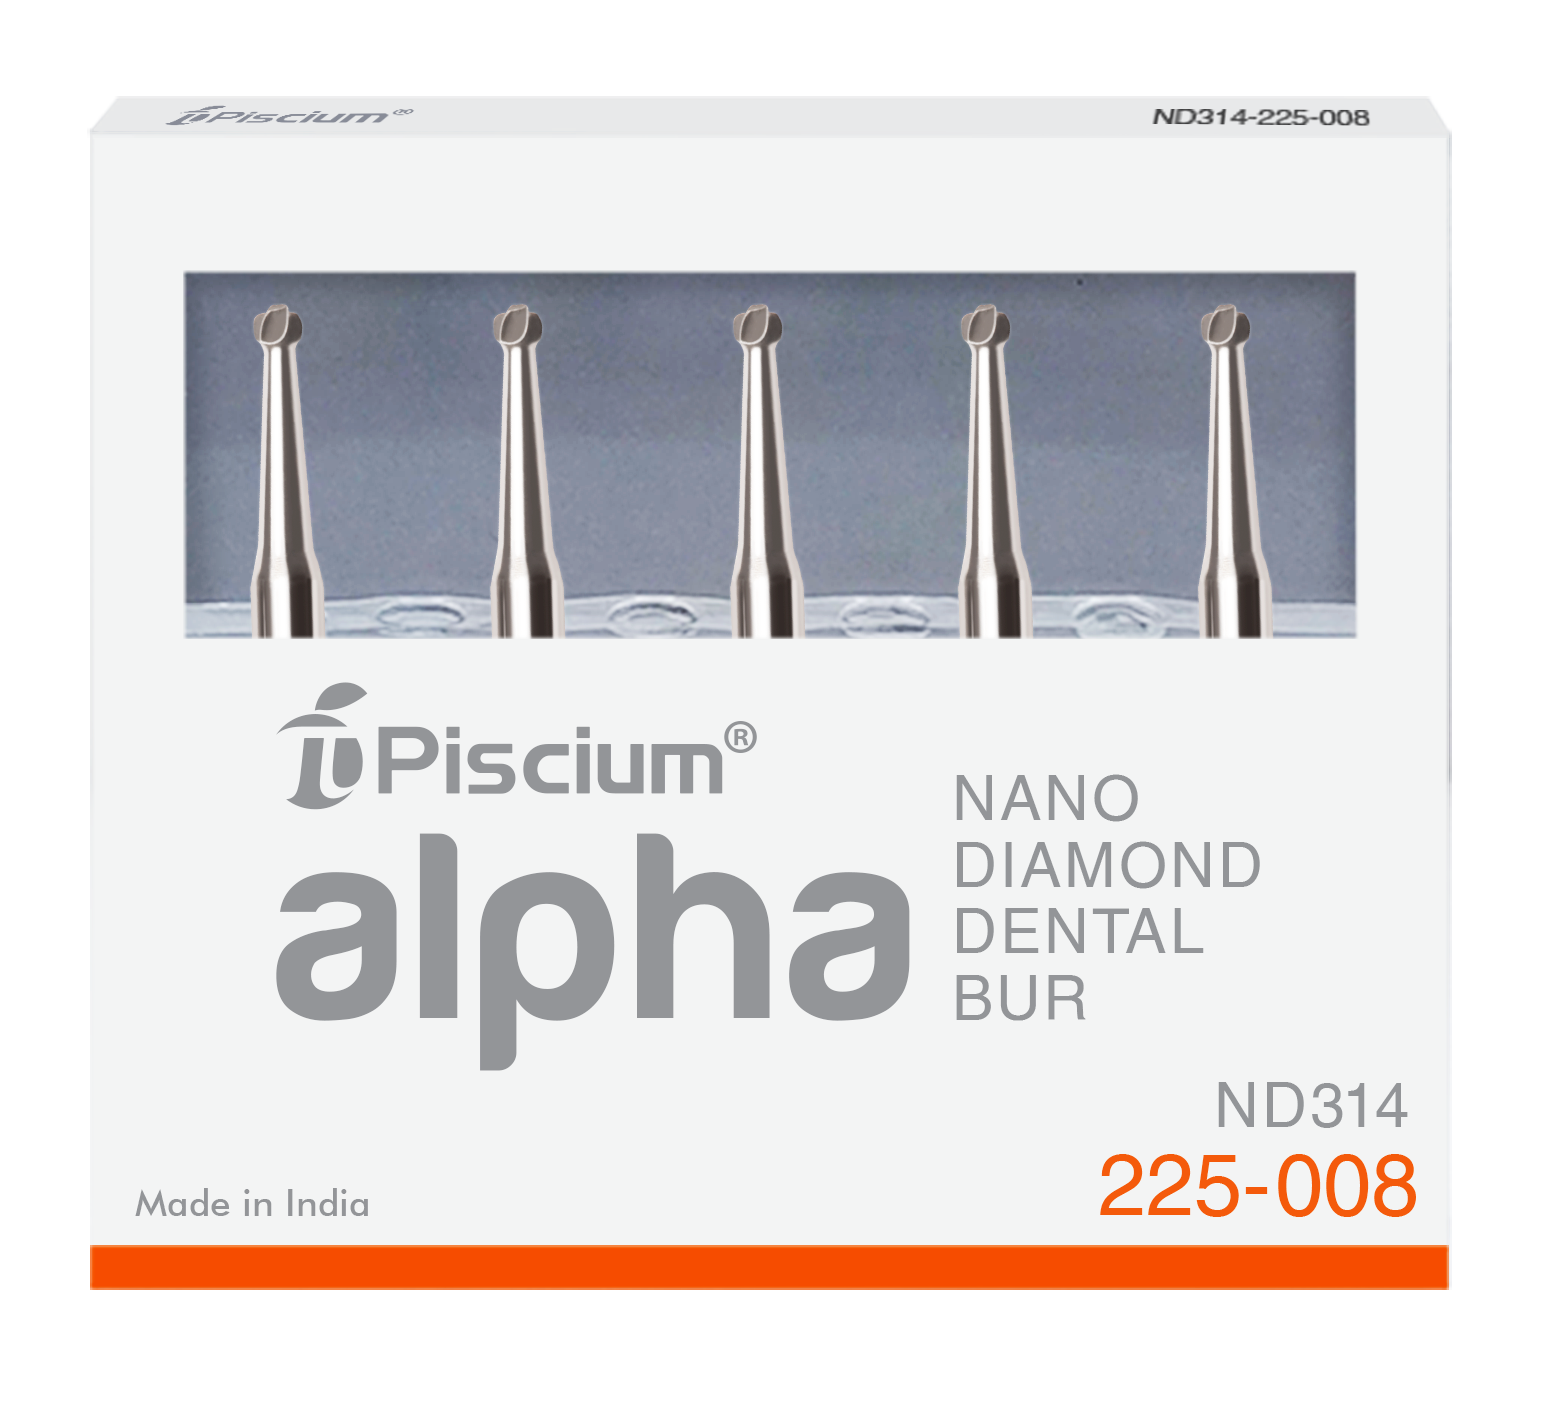 Piscium®
ND314-225-008
Piscium®
alpha
NANO
DIAMOND
DENTAL
BUR
ND314
225-008
Made in India